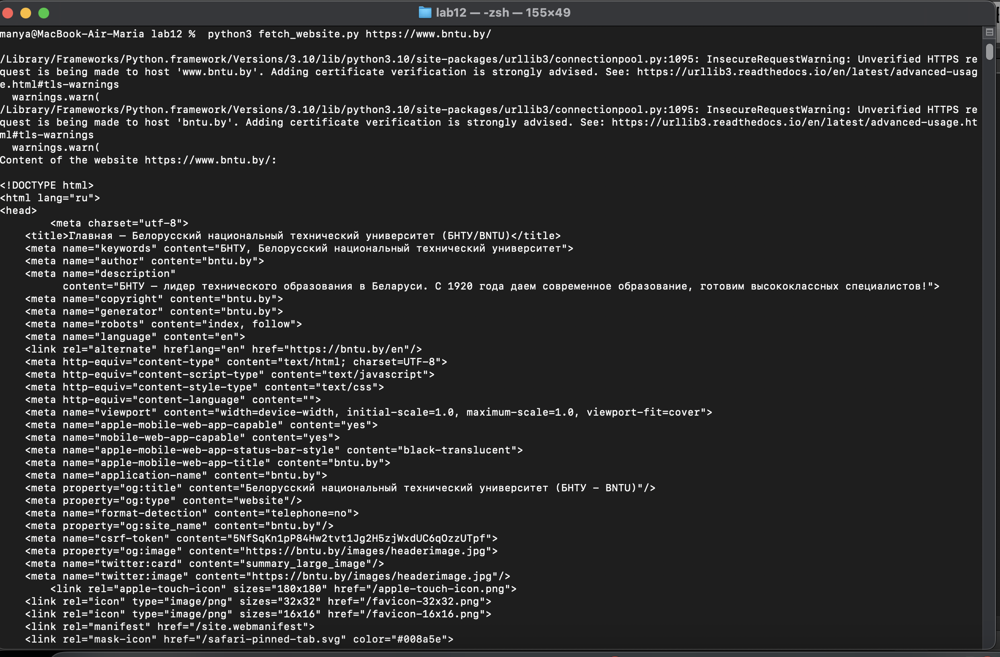 lab12 — -zsh — 155×49
manya@MacBook-Air-Maria lab12 %  python3 fetch_website.py https://www.bntu.by/
/Library/Frameworks/Python.framework/Versions/3.10/lib/python3.10/site-packages/urllib3/connectionpool.py:1095: InsecureRequestWarning: Unverified HTTPS re
quest is being made to host 'www.bntu.by'. Adding certificate verification is strongly advised. See: https://urllib3.readthedocs.io/en/latest/advanced-usag
e.html#tls-warnings
  warnings.warn(
/Library/Frameworks/Python.framework/Versions/3.10/lib/python3.10/site-packages/urllib3/connectionpool.py:1095: InsecureRequestWarning: Unverified HTTPS re
quest is being made to host 'bntu.by'. Adding certificate verification is strongly advised. See: https://urllib3.readthedocs.io/en/latest/advanced-usage.ht
ml#tls-warnings
  warnings.warn(
Content of the website https://www.bntu.by/:
<!DOCTYPE html>
<html lang="ru">
<head>
        <meta charset="utf-8">
    <title>Главная — Белорусский национальный технический университет (БНТУ/BNTU)</title>
    <meta name="keywords" content="БНТУ, Белорусский национальный технический университет">
    <meta name="author" content="bntu.by">
    <meta name="description"
          content="БНТУ — лидер технического образования в Беларуси. С 1920 года даем современное образование, готовим высококлассных специалистов!">
    <meta name="copyright" content="bntu.by">
    <meta name="generator" content="bntu.by">
    <meta name="robots" content="index, follow">
    <meta name="language" content="en">
    <link rel="alternate" hreflang="en" href="https://bntu.by/en"/>
    <meta http-equiv="content-type" content="text/html; charset=UTF-8">
    <meta http-equiv="content-script-type" content="text/javascript">
    <meta http-equiv="content-style-type" content="text/css">
    <meta http-equiv="content-language" content="">
    <meta name="viewport" content="width=device-width, initial-scale=1.0, maximum-scale=1.0, viewport-fit=cover">
    <meta name="apple-mobile-web-app-capable" content="yes">
    <meta name="mobile-web-app-capable" content="yes">
    <meta name="apple-mobile-web-app-status-bar-style" content="black-translucent">
    <meta name="apple-mobile-web-app-title" content="bntu.by">
    <meta name="application-name" content="bntu.by">
    <meta property="og:title" content="Белорусский национальный технический университет (БНТУ - BNTU)"/>
    <meta property="og:type" content="website"/>
    <meta name="format-detection" content="telephone=no">
    <meta property="og:site_name" content="bntu.by"/>
    <meta name="csrf-token" content="5NfSqKn1pP84Hw2tvt1Jg2H5zjWxdUC6qOzzUTpf">
    <meta property="og:image" content="https://bntu.by/images/headerimage.jpg">
    <meta name="twitter:card" content="summary_large_image"/>
    <meta name="twitter:image" content="https://bntu.by/images/headerimage.jpg"/>
        <link rel="apple-touch-icon" sizes="180x180" href="/apple-touch-icon.png">
    <link rel="icon" type="image/png" sizes="32x32" href="/favicon-32x32.png">
    <link rel="icon" type="image/png" sizes="16x16" href="/favicon-16x16.png">
    <link rel="manifest" href="/site.webmanifest">
    <link rel="mask-icon" href="/safari-pinned-tab.svg" color="#008a5e">